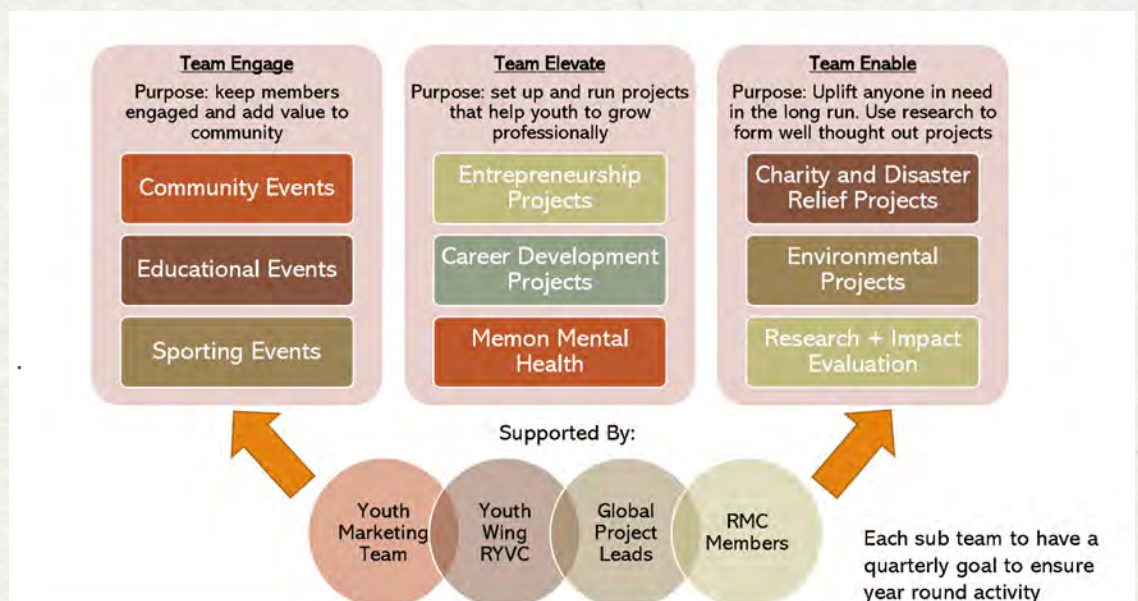 Team Engage
Purpose: keep members
engaged and add value to
community
Community Events
Educational Events
Sporting Events
Team Elevate
Purpose: set up and run projects
that help youth to grow
professionally
Entrepreneurship
Projects
Career Development
Projects
Memon Mental
Health
Team Enable
Purpose: Uplift anyone in need
in the long run. Use research to
form well thought out projects
Charity and Disaster
Relief Projects
Environmental
Projects
Research + Impact
Evaluation
.
Supported By:
Youth
Marketing
Team
Youth
Wing
RYVC
Global
Project
Leads
RMC
Members
Each sub team to have a
quarterly goal to ensure
year round activity